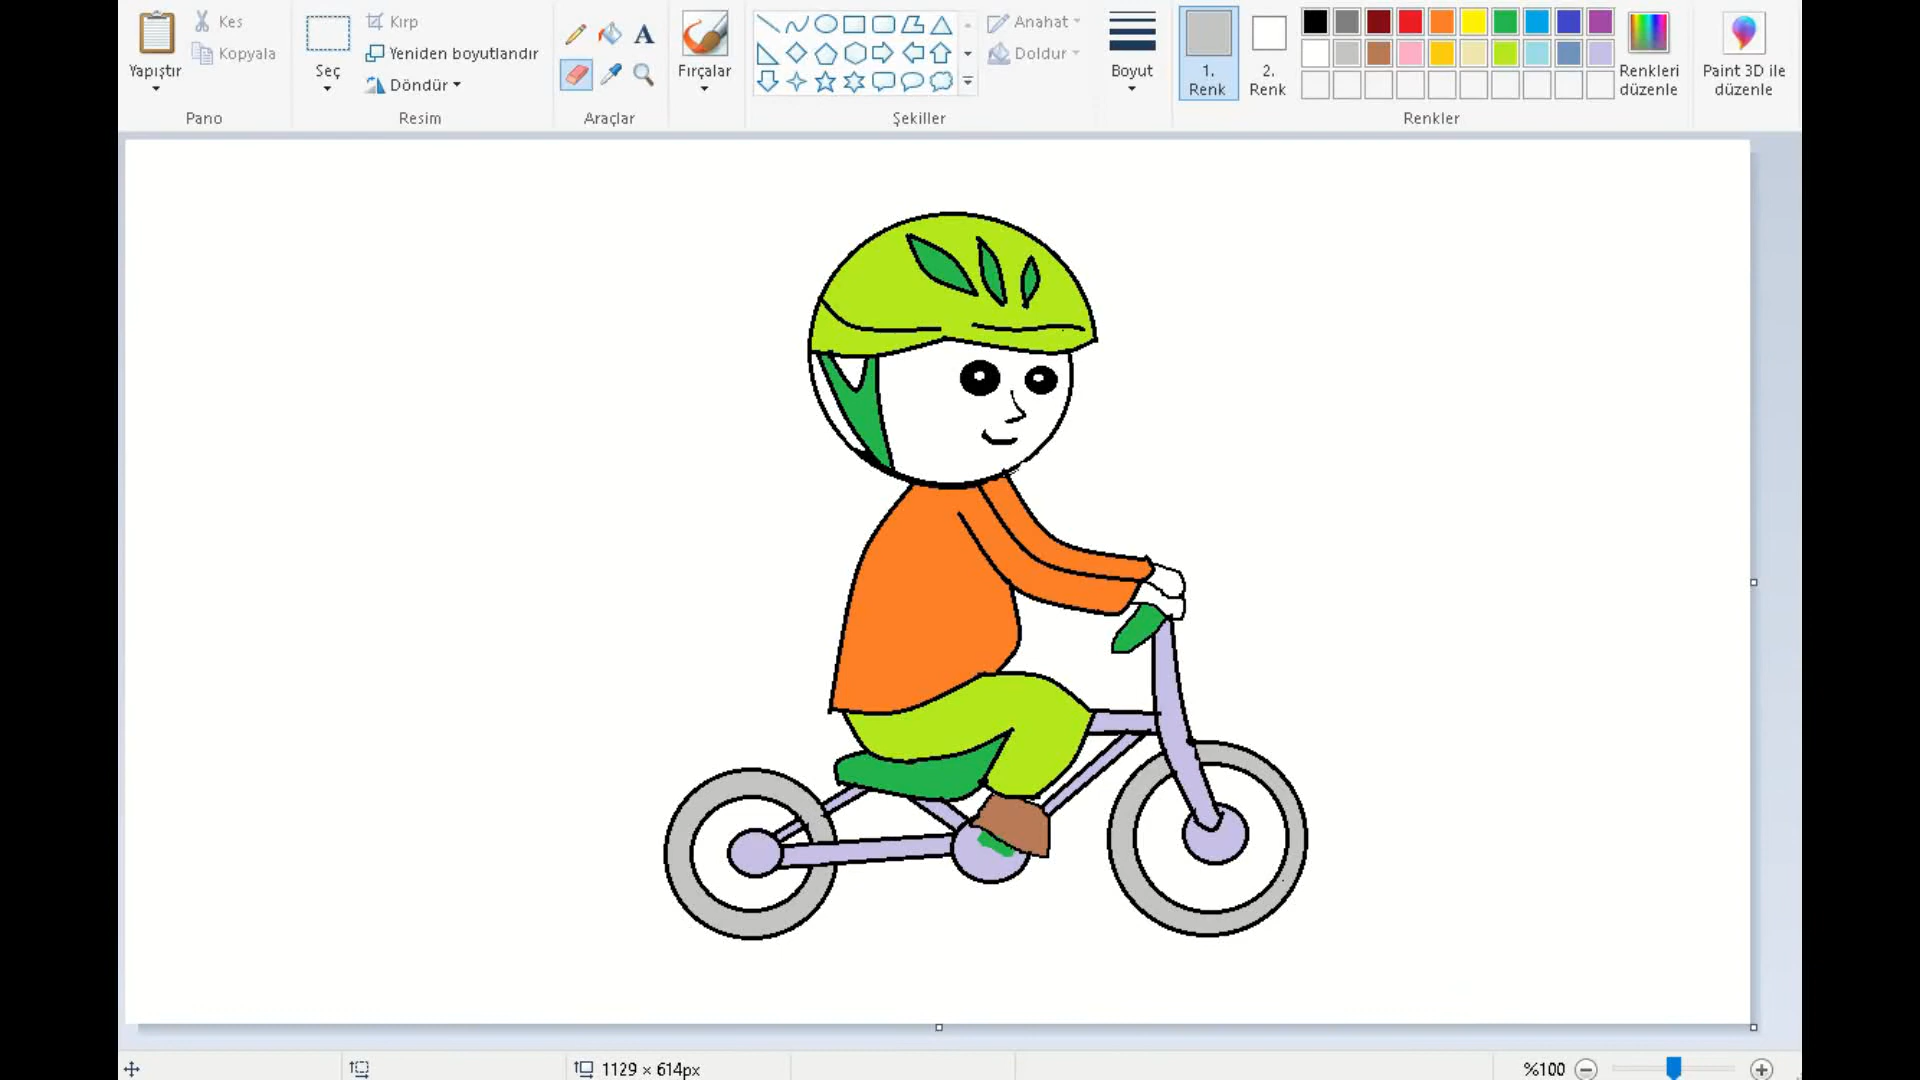 Yapıştır
Kes
Kopyala
Pano
Seç
Kırp
Yeniden boyutlandır
Döndür
Resim
A
Araçlar
Fırçalar
Şekiller
Anahat
Doldur
Boyut
1.
Renk
2.
Renk
Renkler
Renkleri
düzenle
Paint 3D ile
düzenle
1129 × 614px
%100